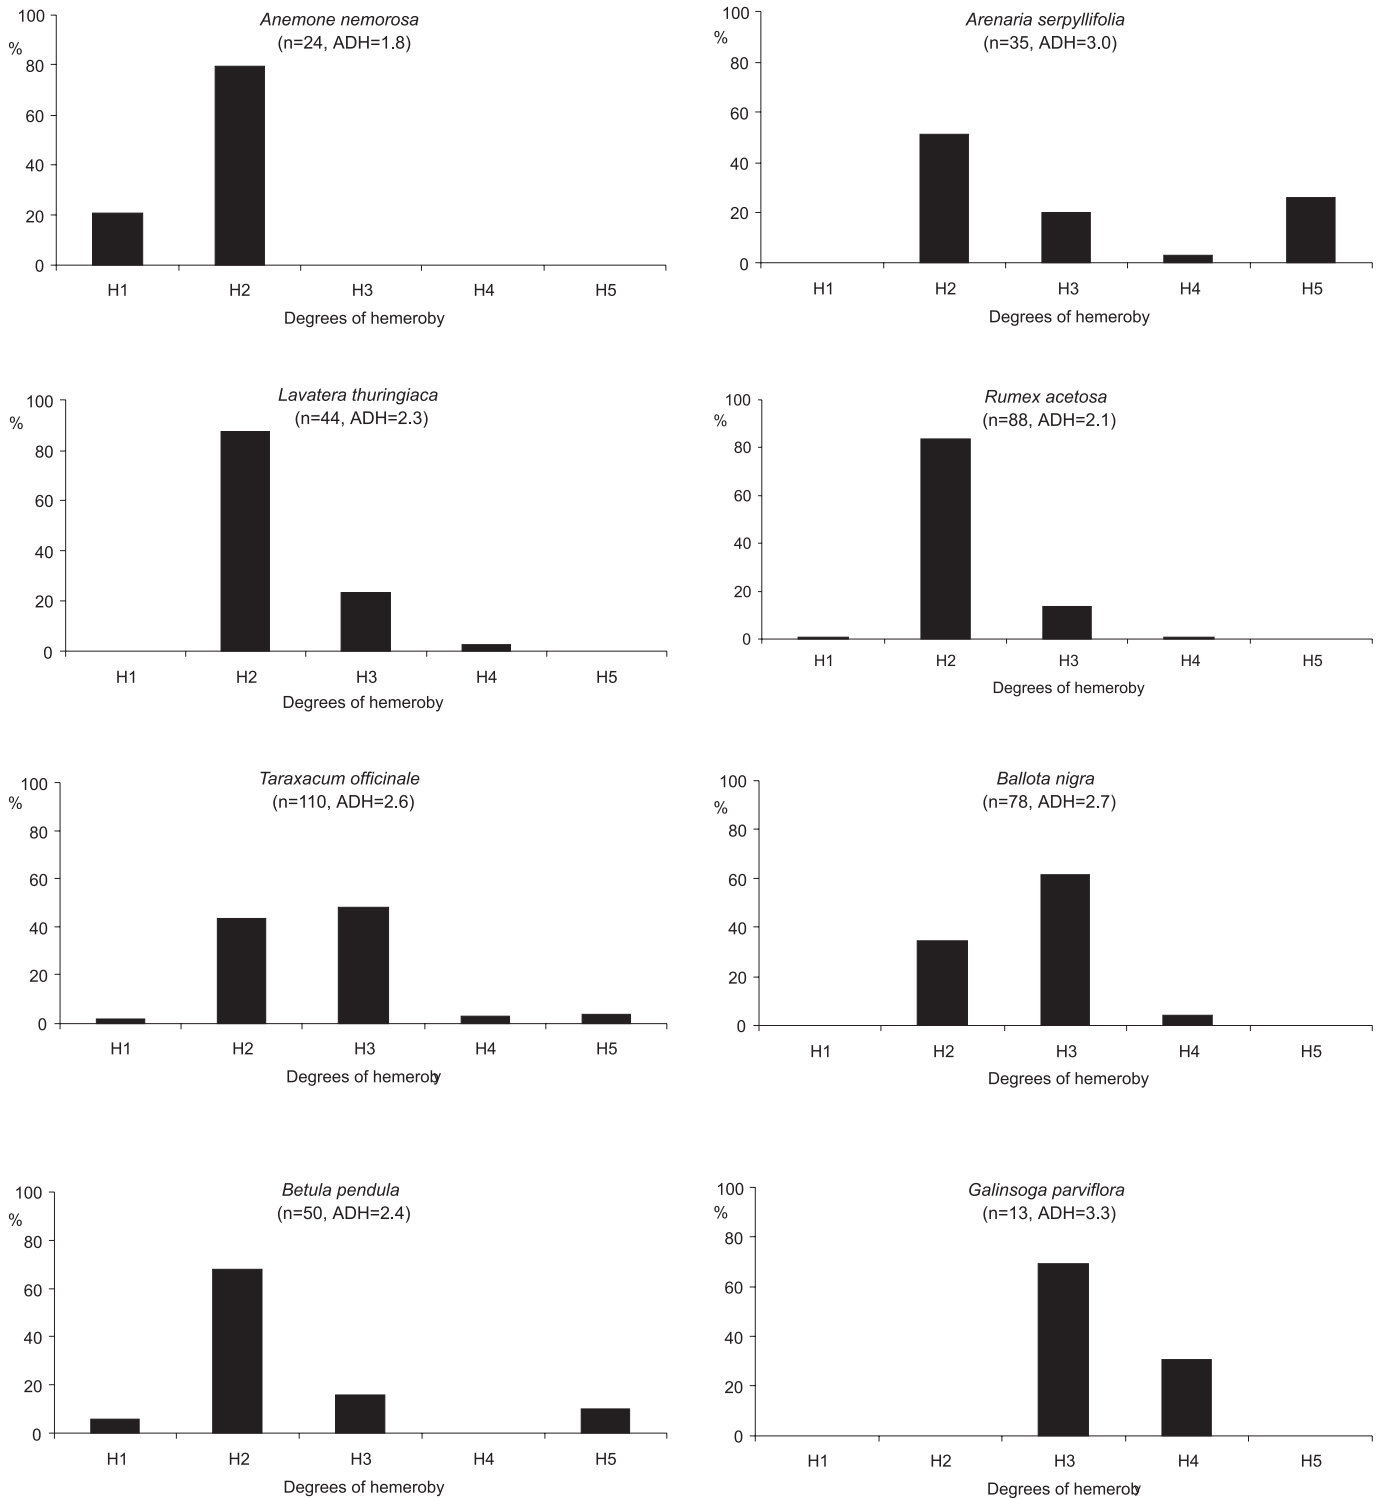 Anemone nemorosa
(n=24, ADH=1.8)
%
100
80
60
40
20
0
H1 H2 H3 H4 H5
Degrees of hemeroby
Arenaria serpyllifolia
(n=35, ADH=3.0)
%
100
80
60
40
20
0
H1 H2 H3 H4 H5
Degrees of hemeroby
Lavatera thuringiaca
(n=44, ADH=2.3)
%
100
80
60
40
20
0
H1 H2 H3 H4 H5
Degrees of hemeroby
Rumex acetosa
(n=88, ADH=2.1)
%
100
80
60
40
20
0
H1 H2 H3 H4 H5
Degrees of hemeroby
Taraxacum officinale
(n=110, ADH=2.6)
%
100
80
60
40
20
0
H1 H2 H3 H4 H5
Degrees of hemeroby
Ballota nigra
(n=78, ADH=2.7)
%
100
80
60
40
20
0
H1 H2 H3 H4 H5
Degrees of hemeroby
Betula pendula
(n=50, ADH=2.4)
%
100
80
60
40
20
0
H1 H2 H3 H4 H5
Degrees of hemeroby
Galinsoga parviflora
(n=13, ADH=3.3)
%
100
80
60
40
20
0
H1 H2 H3 H4 H5
Degrees of hemeroby